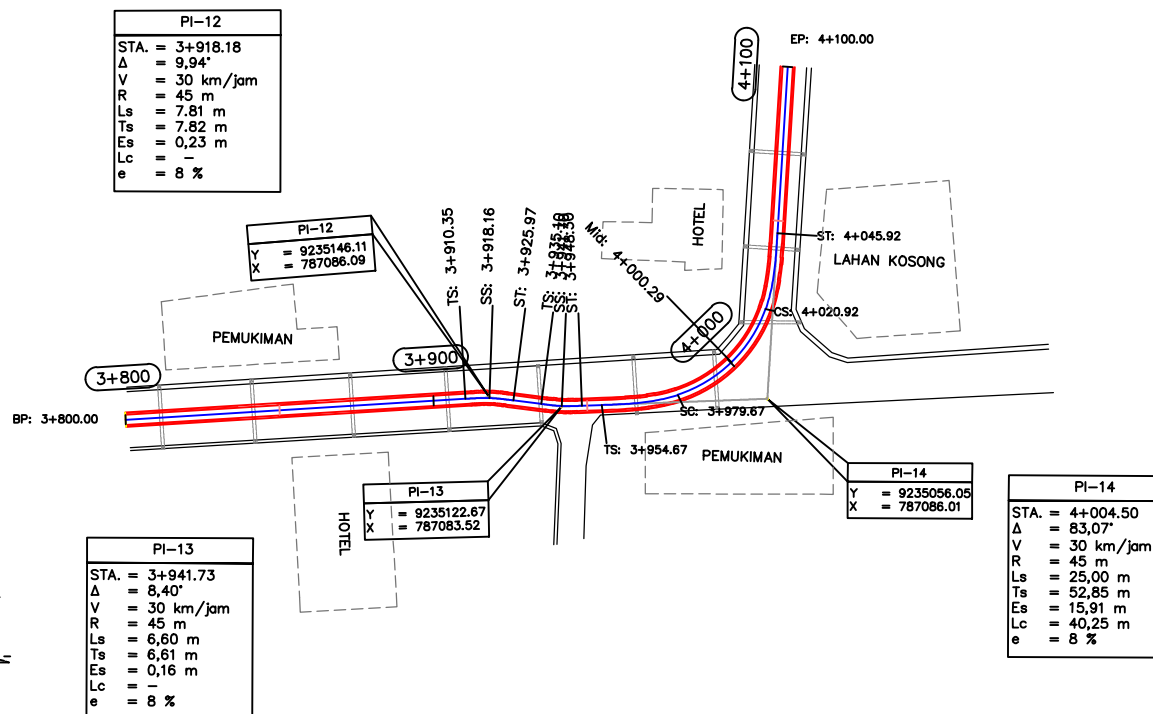 PI-12
STA. = 3+918.18
Δ = 9,94°
V = 30 km/jam
R = 45 m
Ls = 7.81 m
Ts = 7.82 m
Es = 0,23 m
Lc = -
e = 8 %
EP: 4+100.00
4+100
PI-12
Y = 9235146.11
X = 787086.09
TS: 3+910.35
SS: 3+918.16
ST: 3+925.97
TS: 3+935.10
ST: 3+948.30
Mid: 4+000.29
HOTEL
ST: 4+045.92
LAHAN KOSONG
CS: 4+020.92
4+000
PEMUKIMAN
3+900
3+800
BP: 3+800.00
SC: 3+979.67
TS: 3+954.67
PEMUKIMAN
PI-13
Y = 9235122.67
X = 787083.52
HOTEL
PI-14
Y = 9235056.05
X = 787086.01
PI-14
STA. = 4+004.50
Δ = 83,07°
V = 30 km/jam
R = 45 m
Ls = 25,00 m
Ts = 52,85 m
Es = 15,91 m
Lc = 40,25 m
e = 8 %
PI-13
STA. = 3+941.73
Δ = 8,40°
V = 30 km/jam
R = 45 m
Ls = 6,60 m
Ts = 6,61 m
Es = 0,16 m
Lc = -
e = 8 %